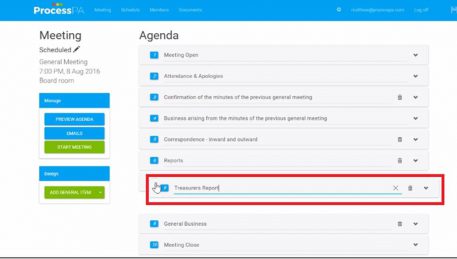 ProcessPA
Meeting Schedule Members Documents
Log off
Meeting
Scheduled
General Meeting
7:00 PM, 8 Aug 2016
Board room
Manage
PREVIEW AGENDA
EMAILS
START MEETING
Design
ADD GENERAL ITEM
Agenda
1 Meeting Open
2 Attendance & Apologies
3 Confirmation of the minutes of the previous general meeting
4 Business arising from the minutes of the previous general meeting
5 Correspondence - inward and outward
6 Reports
Treasurers Report
General Business
10 Meeting Close